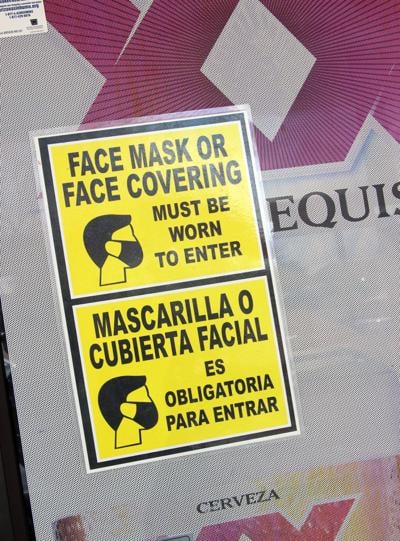 FACE MASK OR
FACE COVERING
MUST BE
WORN
TO ENTER
MASCARILLA O
CUBIERTA FACIAL
ES
OBLIGATORIA
PARA ENTRAR
EQUIS
CERVEZA